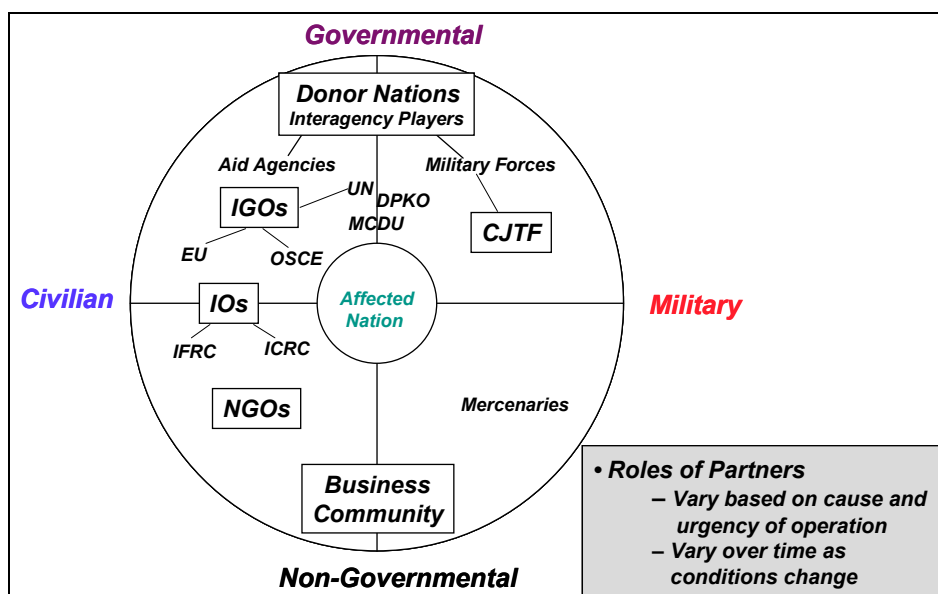 Governmental
Donor Nations
Interagency Players
Aid Agencies
Military Forces
UN
DPKO
IGOs
MCDU
CJTF
EU
OSCE
Civilian
IOs
Affected
Nation
Military
IFRC
ICRC
NGOs
Mercenaries
Business
Community
Non-Governmental
• Roles of Partners
– Vary based on cause and
urgency of operation
– Vary over time as
conditions change